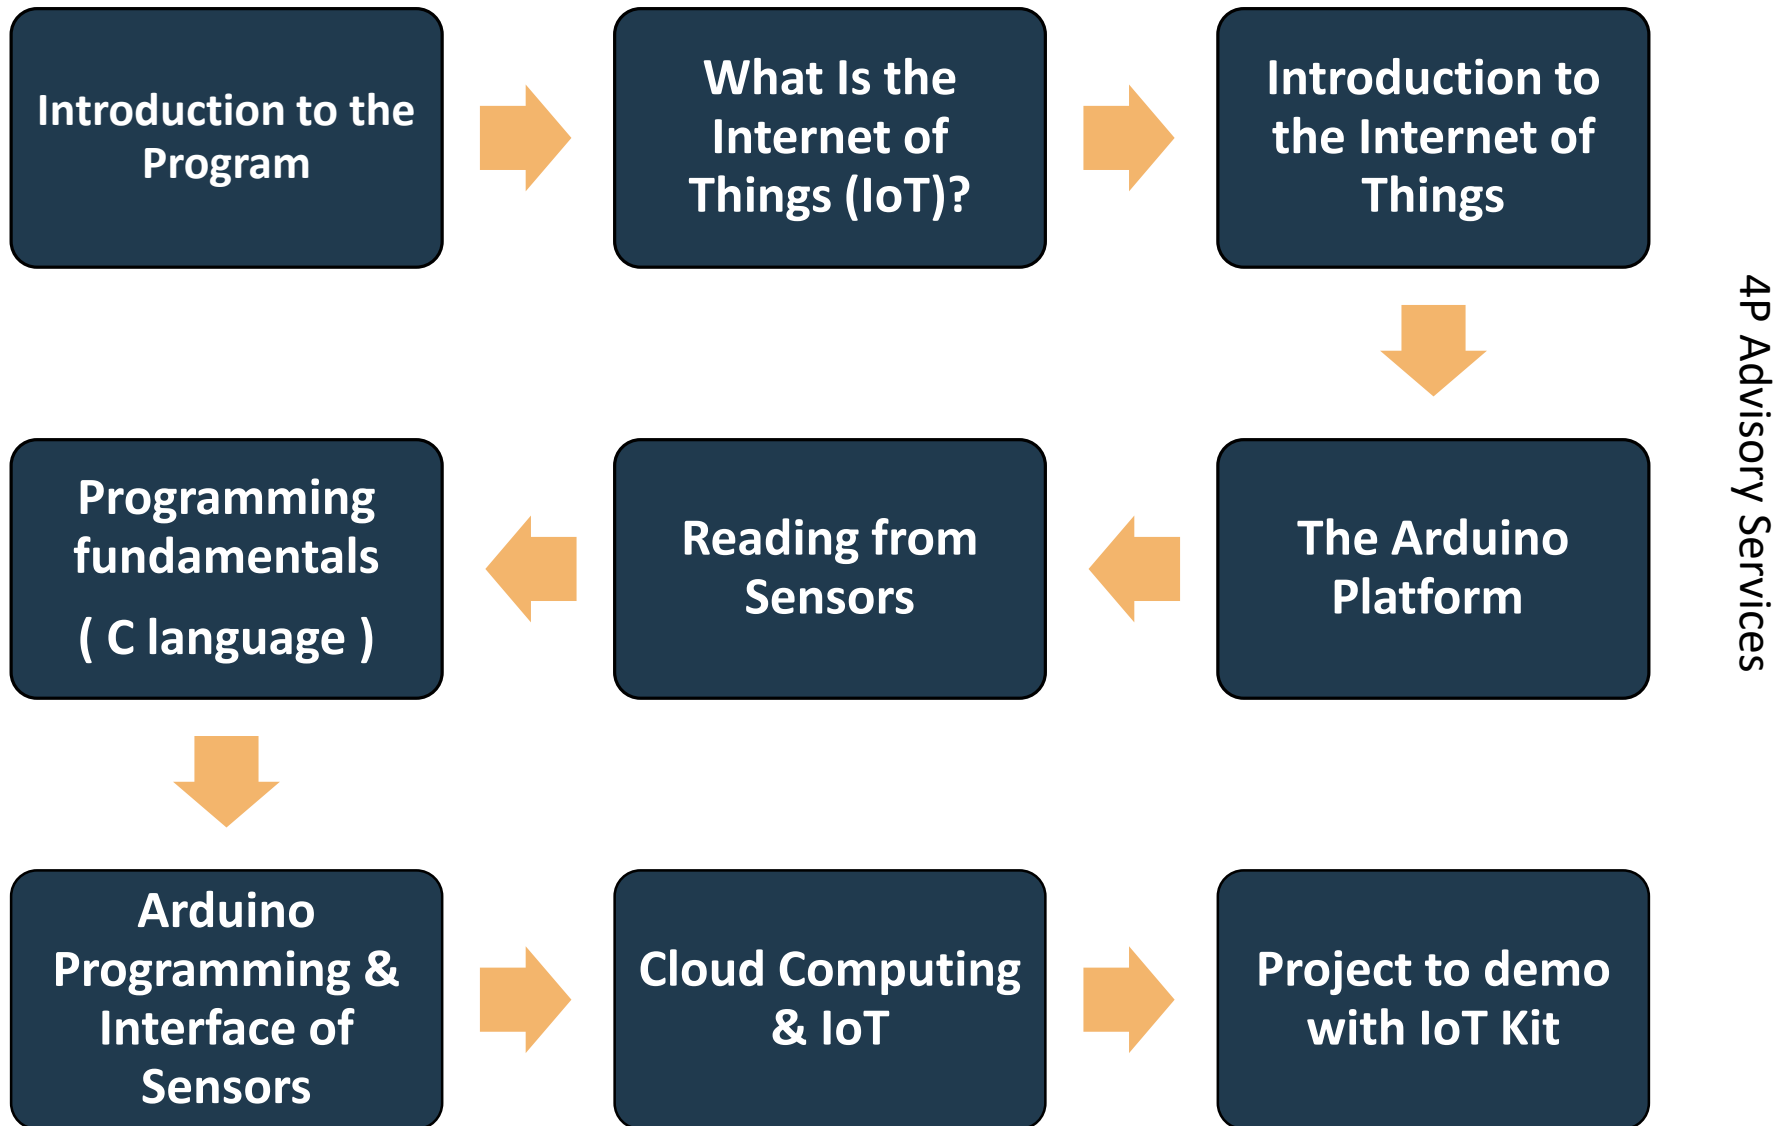 Introduction to the
Program
What Is the
Internet of
Things (IoT)?
Introduction to
the Internet of
Things
The Arduino
Platform
Reading from
Sensors
Programming
fundamentals
( C language )
Arduino
Programming &
Interface of
Sensors
Cloud Computing
& IoT
Project to demo
with IoT Kit
4P Advisory Services